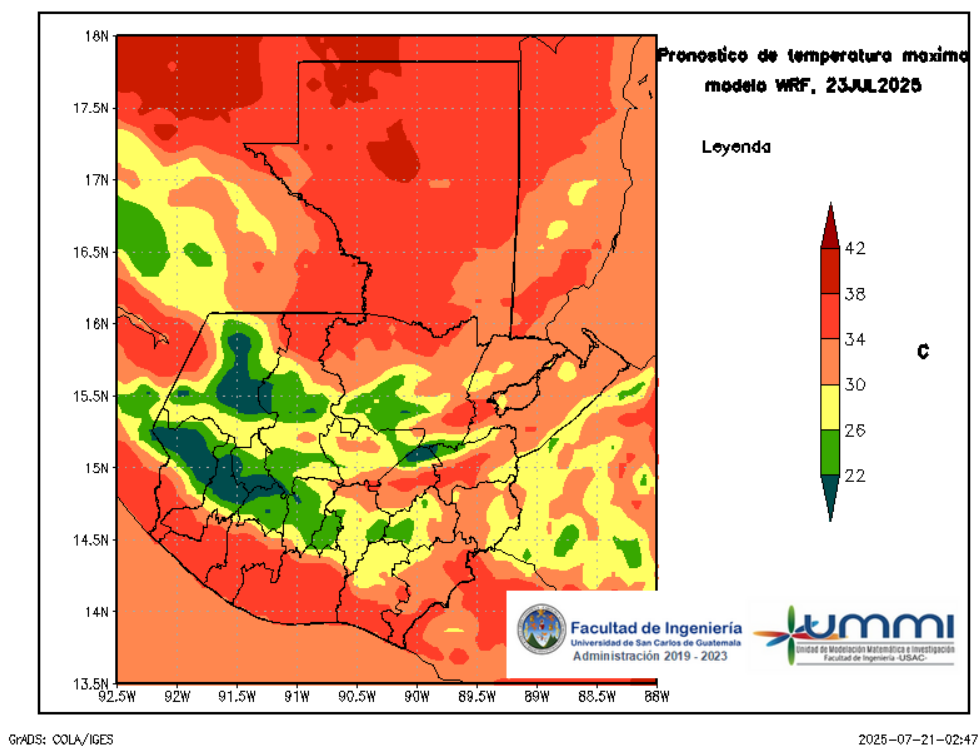 Pronostico de temperatura maxima
modelo WRF, 23JUL2025
Leyenda
42
38
34
30
26
22
C
18N
17.5N
17N
16.5N
16N
15.5N
15N
14.5N
14N
13.5N
92.5W 92W 91.5W 91W 90.5W 90W 89.5W 89W 88.5W 88W
Facultad de Ingeniería
Universidad de San Carlos de Guatemala
Administración 2019 - 2023
ummi
Unidad de Modelación Matemática e Investigación
Facultad de Ingeniería -USAC-
GrADS: COLA/IGES
2025-07-21-02:47